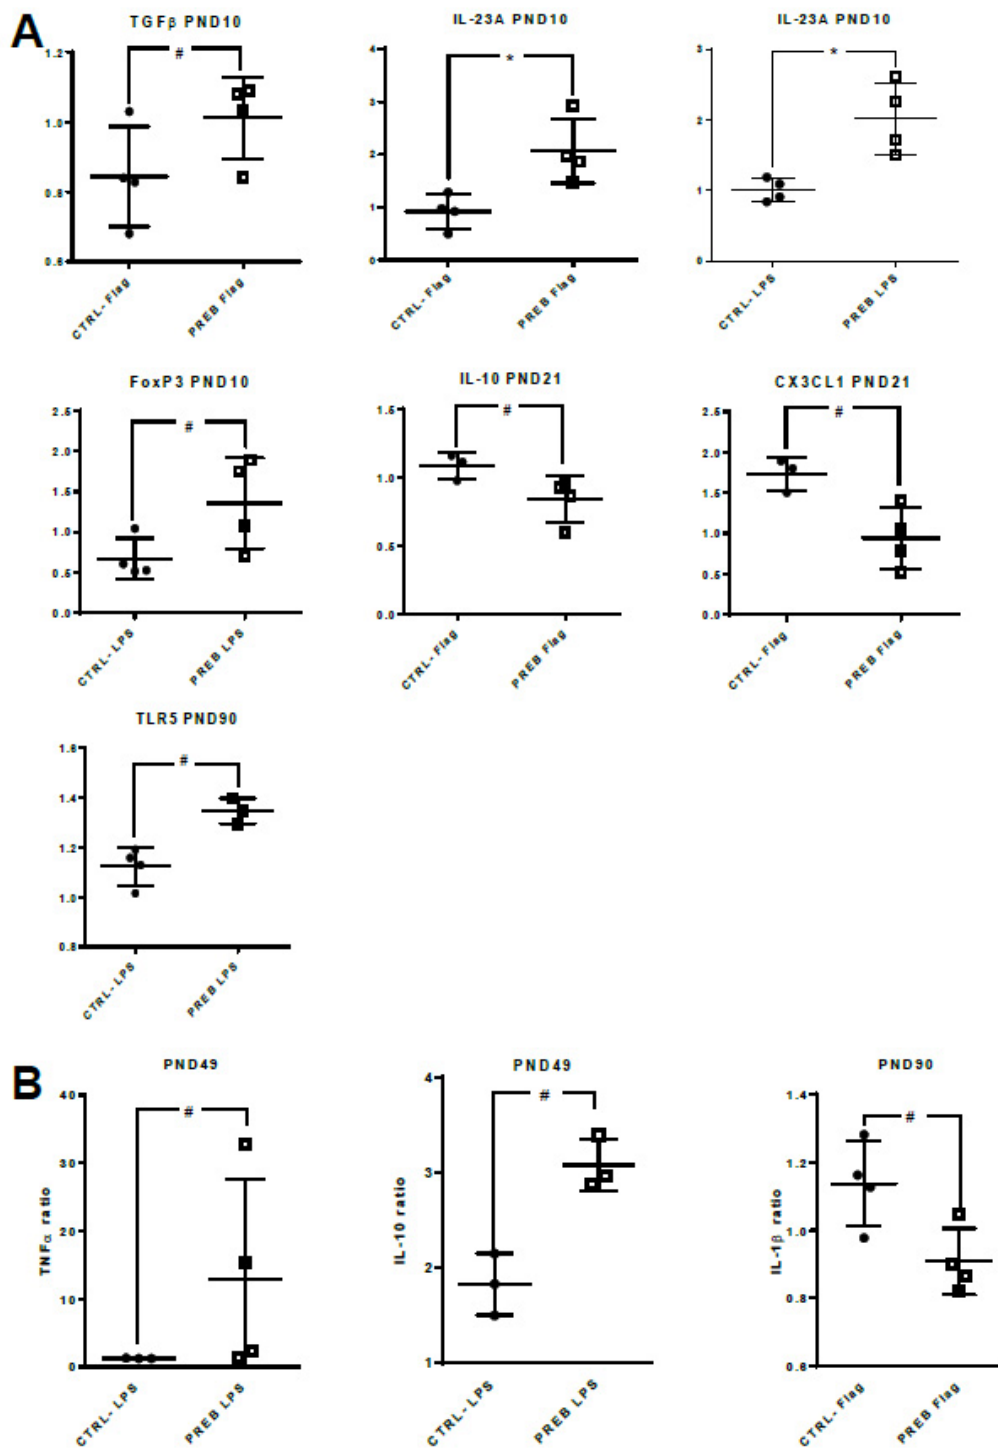 A
TGFβ PND10
IL-23A PND10
IL-23A PND10
#
*
*
1.2
1.0
0.8
0.6
4
3
2
1
0
3
2
1
0
CTRL- Flag
PREB Flag
CTRL- Flag
PREB Flag
CTRL- LPS
PREB LPS
FoxP3 PND10
IL-10 PND21
CX3CL1 PND21
#
#
#
2.5
2.0
1.5
1.0
0.5
0.0
1.5
1.0
0.5
0.0
2.5
2.0
1.5
1.0
0.5
0.0
CTRL- LPS
PREB LPS
CTRL- Flag
PREB Flag
CTRL- Flag
PREB Flag
TLR5 PND90
#
1.6
1.4
1.2
1.0
0.8
CTRL- LPS
PREB LPS
B
PND49
PND49
PND90
#
#
#
TNFα ratio
40
30
20
10
0
IL-10 ratio
4
3
2
1
IL-1β ratio
1.4
1.2
1.0
0.8
0.6
CTRL- LPS
PREB LPS
CTRL- LPS
PREB LPS
CTRL- Flag
PREB Flag